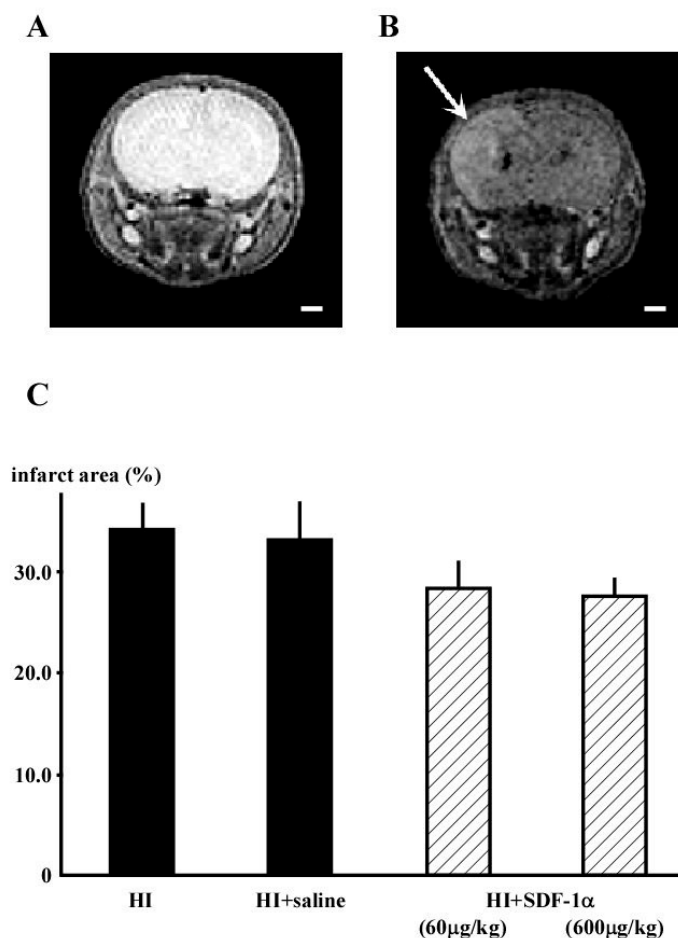 A
B
C
infarct area (%)
30.0
20.0
10.0
0
HI
HI+saline
HI+SDF-1α
(60μg/kg)
(600μg/kg)